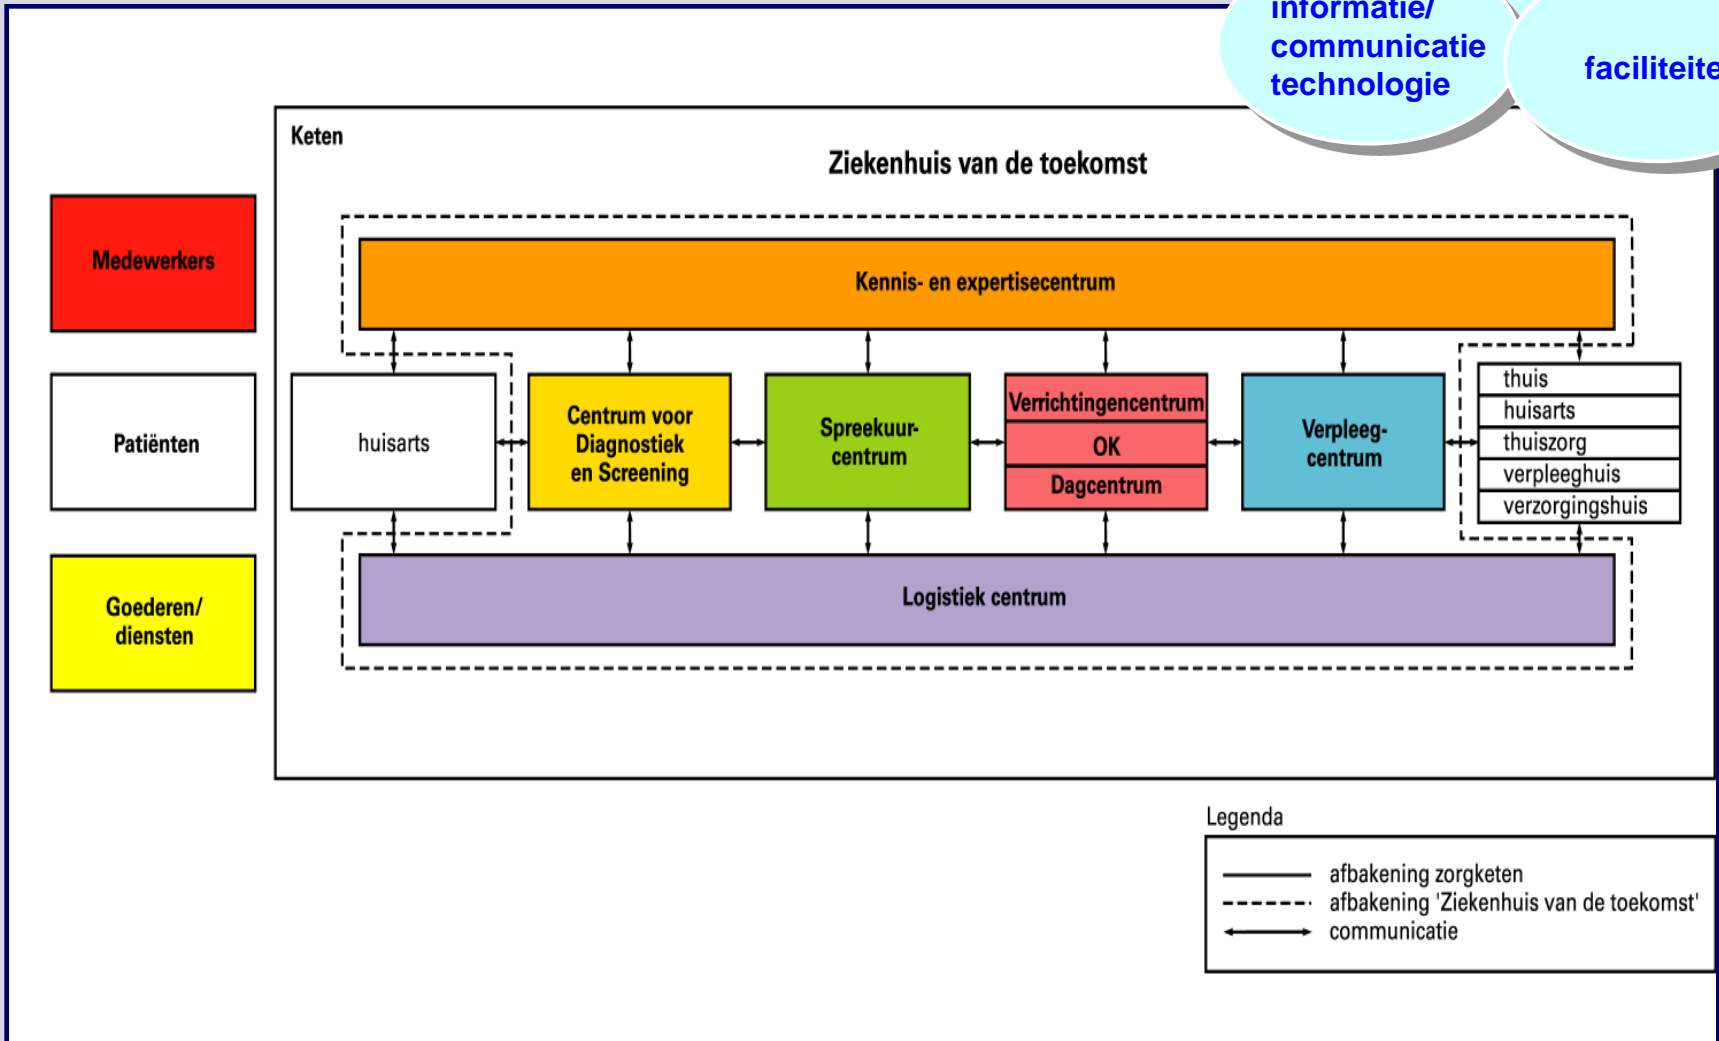 informatie/
communicatie
technologie
Keten
Ziekenhuis van de toekomst
Medewerkers
Kennis- en expertisecentrum
Patiënten
huisarts
Centrum voor
Diagnostiek
en Screening
Spreekuur-
centrum
Verrichtingencentrum
OK
Dagcentrum
Verpleeg-
centrum
thuis
huisarts
thuiszorg
verpleeghuis
verzorgingshuis
Goederen/
diensten
Logistiek centrum
Legenda
afbakening zorgketen
afbakening 'Ziekenhuis van de toekomst'
communicatie